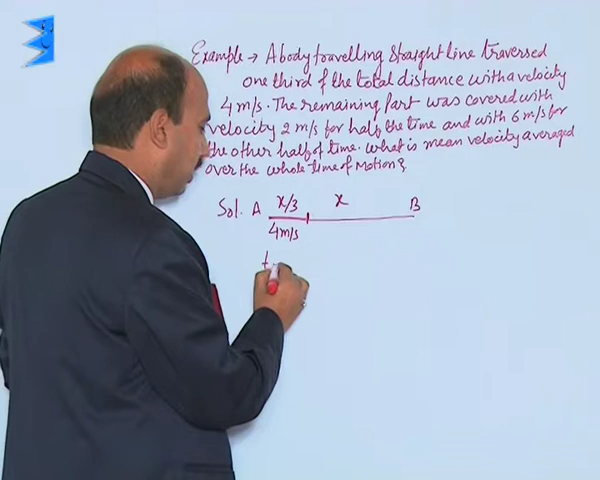 Example → A body travelling straight line traversed
one third of the total distance with a velocity
4 m/s. The remaining part was covered with
velocity 2 m/s for half the time and with 6 m/s for
the other half of time. What is mean velocity averaged
over the whole time of Motion?
Sol. A x/3 x B
4 m/s
t